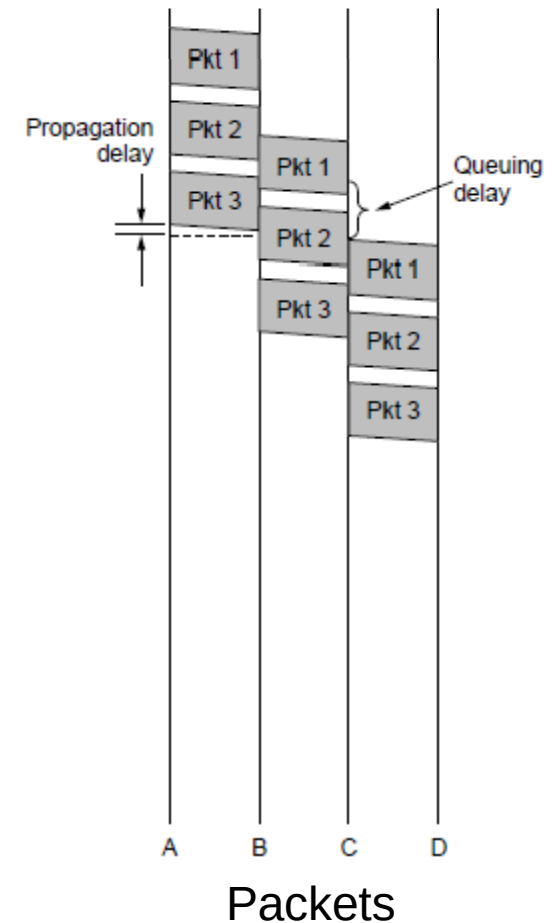 Pkt 1
Pkt 2
Pkt 3
Propagation
delay
Pkt 1
Pkt 2
Pkt 3
Queuing
delay
Pkt 1
Pkt 2
Pkt 3
A B C D
Packets